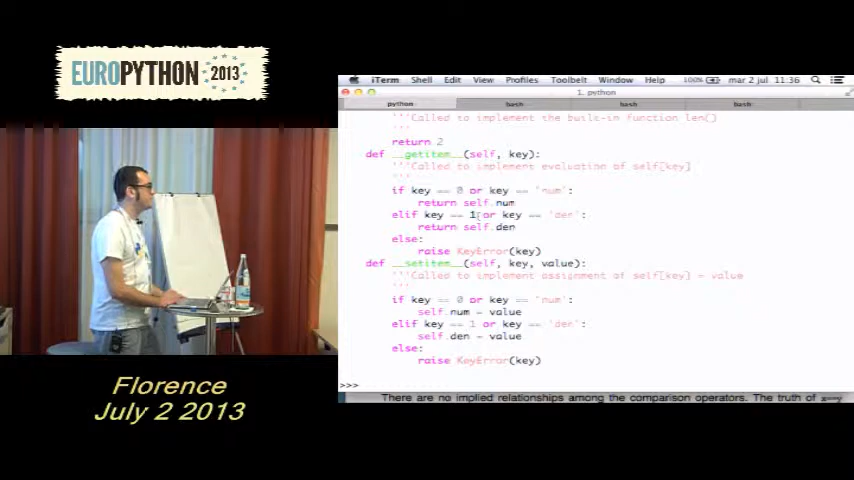 EUROPYTHON 2013
iTerm Shell Edit View Profiles Toolbelt Window Help 100% mar 2 jul 11:36
1. python
python bash bash bash
'''Called to implement the built-in function len()
'''
return 2
def __getitem__(self, key):
'''Called to implement evaluation of self[key]
'''
if key == 0 or key == 'num':
return self.num
elif key == 1 or key == 'den':
return self.den
else:
raise KeyError(key)
def __setitem__(self, key, value):
'''Called to implement assignment of self[key] = value
'''
if key == 0 or key == 'num':
self.num = value
elif key == 1 or key == 'den':
self.den = value
else:
raise KeyError(key)
>>>
There are no implied relationships among the comparison operators. The truth of x==y
Florence
July 2 2013